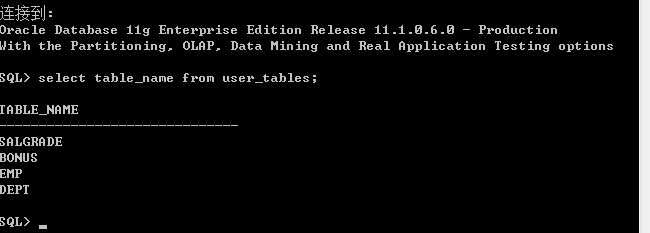 连接到:
Oracle Database 11g Enterprise Edition Release 11.1.0.6.0 - Production
With the Partitioning, OLAP, Data Mining and Real Application Testing options
SQL> select table_name from user_tables;
TABLE_NAME
------------------------------
SALGRADE
BONUS
EMP
DEPT
SQL> _